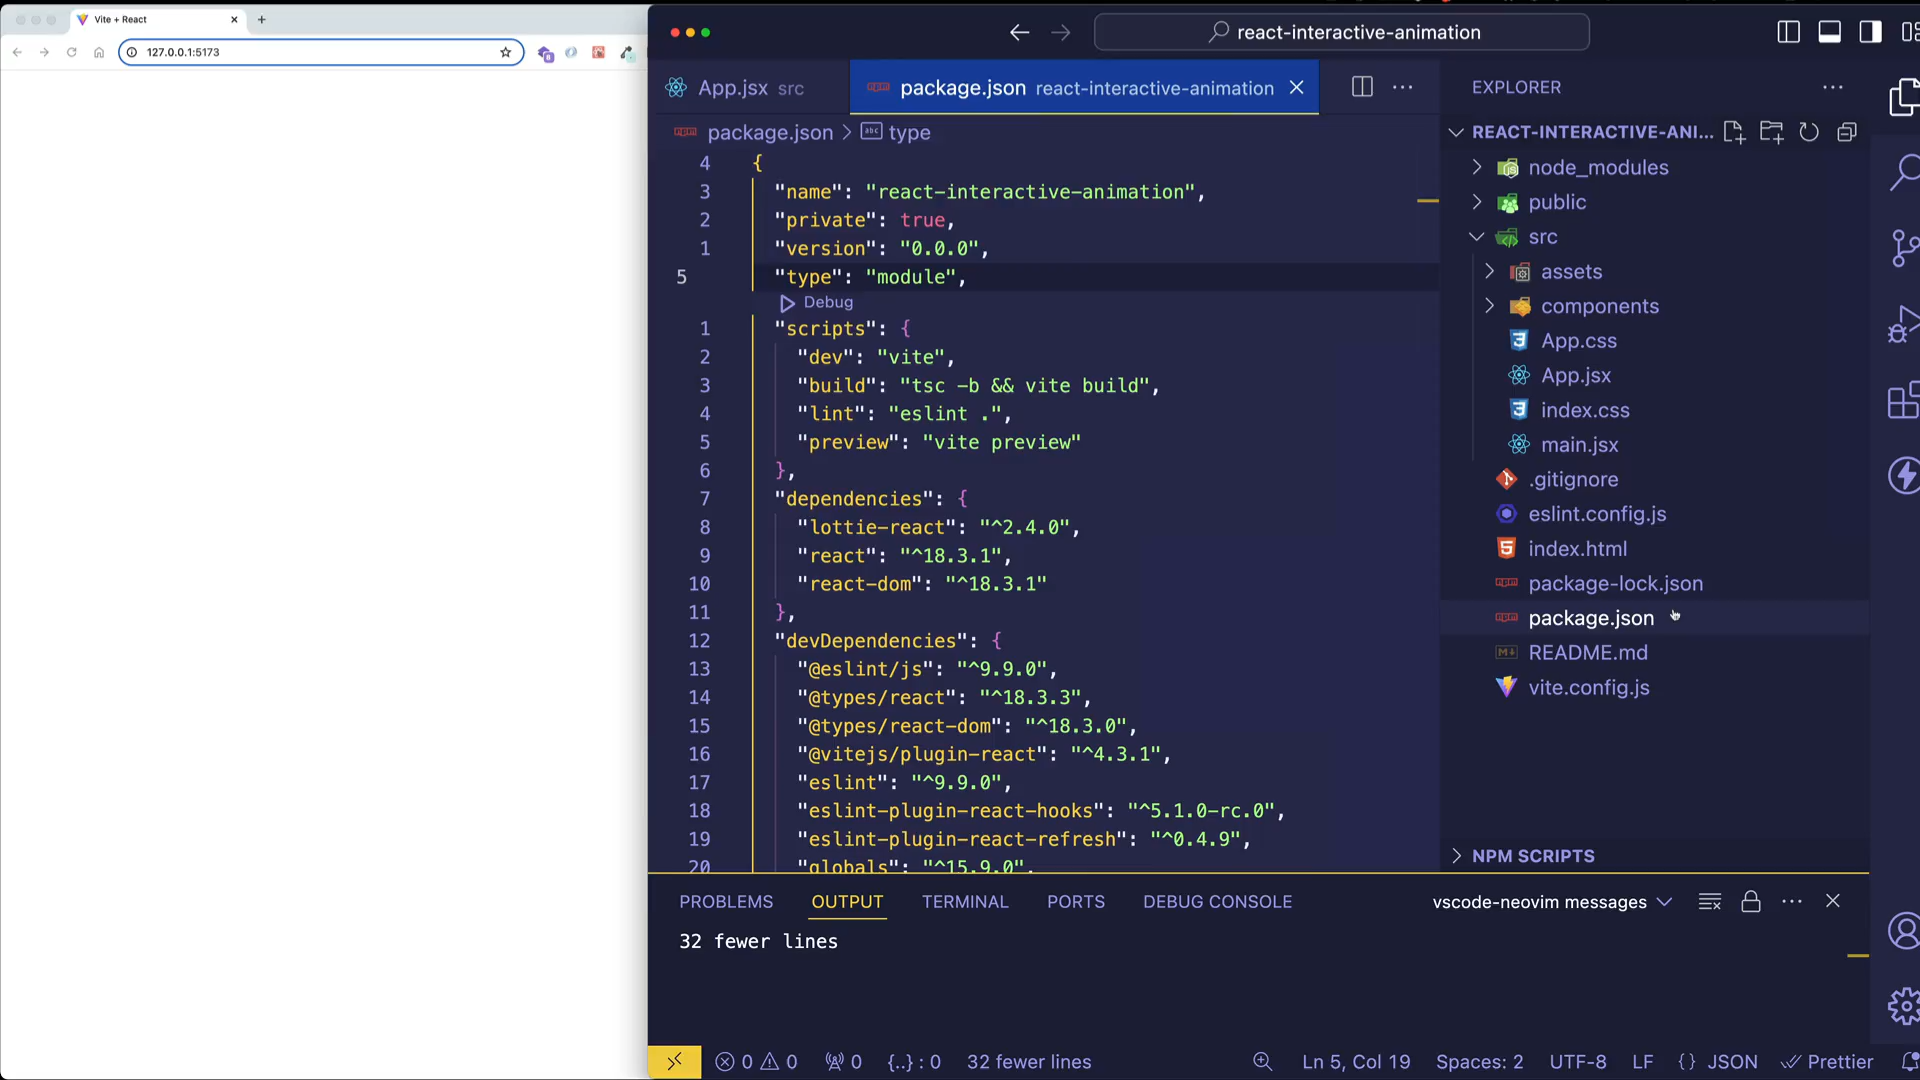 Vite + React
127.0.0.1:5173
react-interactive-animation
App.jsx src
package.json react-interactive-animation
package.json > abc type
4 {
3 "name": "react-interactive-animation",
2 "private": true,
1 "version": "0.0.0",
5 "type": "module",
Debug
1 "scripts": {
2 "dev": "vite",
3 "build": "tsc -b && vite build",
4 "lint": "eslint .",
5 "preview": "vite preview"
6 },
7 "dependencies": {
8 "lottie-react": "^2.4.0",
9 "react": "^18.3.1",
10 "react-dom": "^18.3.1"
11 },
12 "devDependencies": {
13 "@eslint/js": "^9.9.0",
14 "@types/react": "^18.3.3",
15 "@types/react-dom": "^18.3.0",
16 "@vitejs/plugin-react": "^4.3.1",
17 "eslint": "^9.9.0",
18 "eslint-plugin-react-hooks": "^5.1.0-rc.0",
19 "eslint-plugin-react-refresh": "^0.4.9",
20 "globals": "^15.9.0",
EXPLORER
REACT-INTERACTIVE-ANI...
node_modules
public
src
assets
components
App.css
App.jsx
index.css
main.jsx
.gitignore
eslint.config.js
index.html
package-lock.json
package.json
README.md
vite.config.js
NPM SCRIPTS
PROBLEMS OUTPUT TERMINAL PORTS DEBUG CONSOLE vscode-neovim messages
32 fewer lines
0 0 0 {..} : 0 32 fewer lines Ln 5, Col 19 Spaces: 2 UTF-8 LF {} JSON Prettier